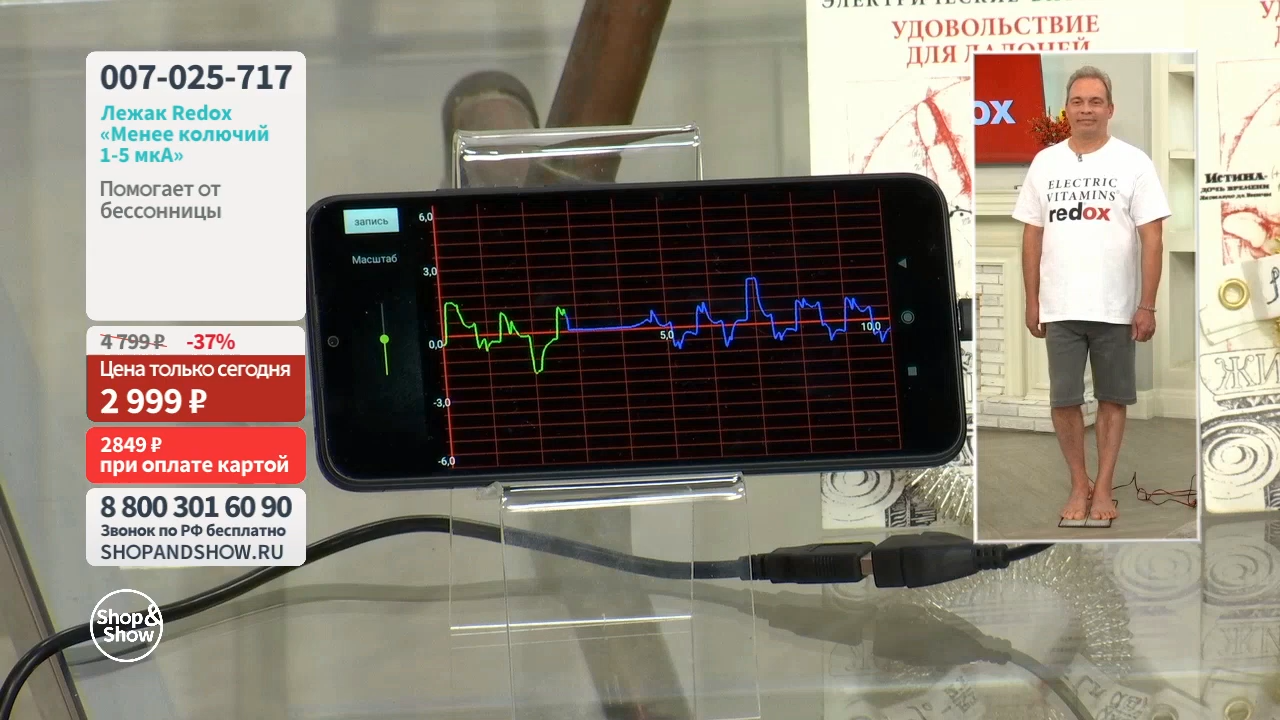 007-025-717
Лежак Redox
«Менее колючий
1-5 мкА»
Помогает от
бессонницы
4 799 ₽ -37%
Цена только сегодня
2 999 ₽
2849 ₽
при оплате картой
8 800 301 60 90
Звонок по РФ бесплатно
SHOPANDSHOW.RU
Shop&
Show
запись
Масштаб
6,0
3,0
0,0
-3,0
-6,0
5,0
10,0
ЭЛЕКТРИЧЕСКИЕ
УДОВОЛЬСТВИЕ
ДЛЯ ЛАДОНЕЙ
ox
ELECTRIC
VITAMINS
redox
Истина-
дочь времени